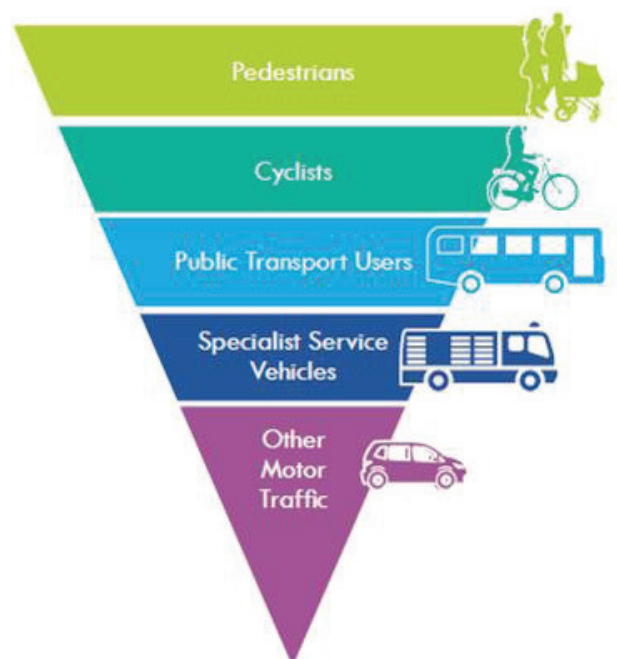 Pedestrians
Cyclists
Public Transport Users
Specialist Service
Vehicles
Other
Motor
Traffic